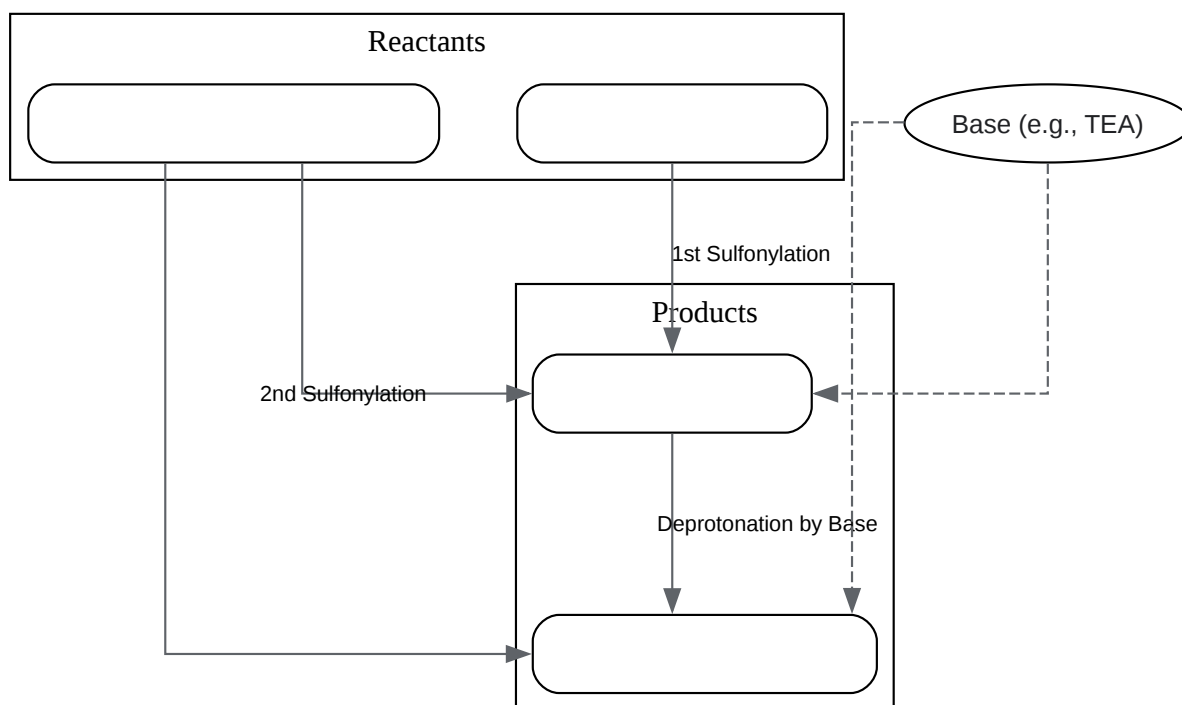 Reactants
Base (e.g., TEA)
1st Sulfonylation
Products
2nd Sulfonylation
Deprotonation by Base